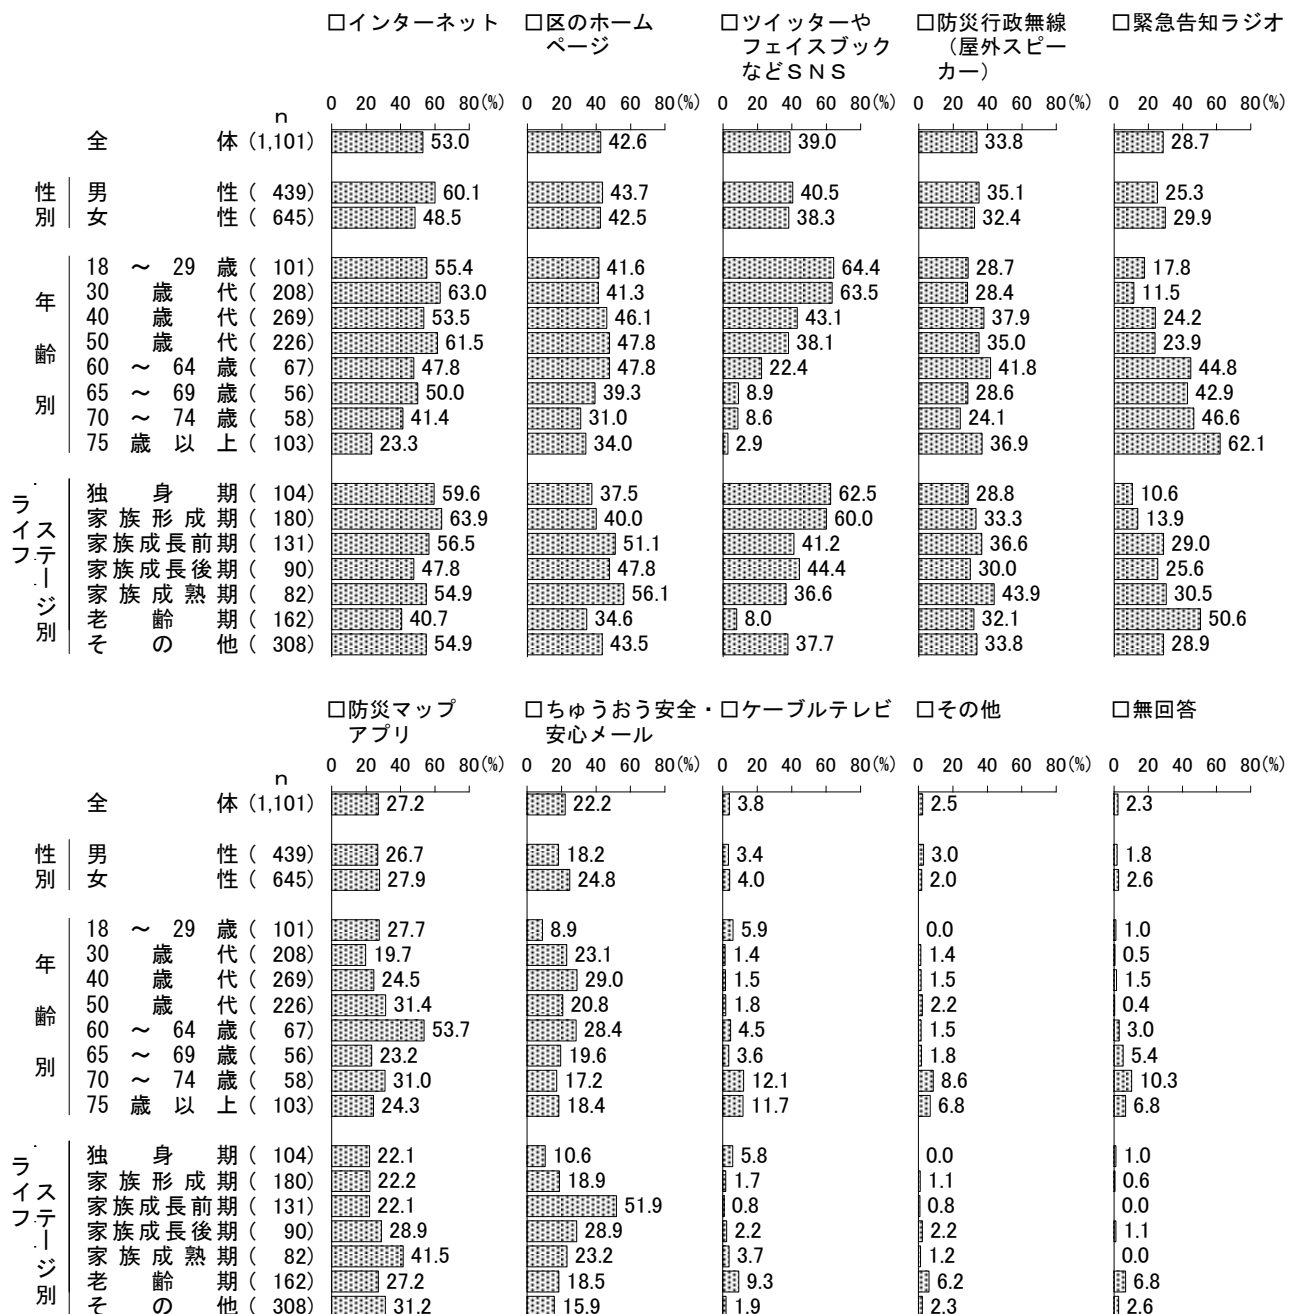 □インターネット □区のホーム □ツイッターや □防災行政無線 □緊急告知ラジオ
ページ フェイスブック （屋外スピー
などＳＮＳ カー）
0 20 40 60 80(%) 0 20 40 60 80(%) 0 20 40 60 80(%) 0 20 40 60 80(%) 0 20 40 60 80(%)
n
全体 (1,101) 53.0 42.6 39.0 33.8 28.7
性別
男性 ( 439) 60.1 43.7 40.5 35.1 25.3
女性 ( 645) 48.5 42.5 38.3 32.4 29.9
年齢別
18 ～ 29 歳 ( 101) 55.4 41.6 64.4 28.7 17.8
30 歳代 ( 208) 63.0 41.3 63.5 28.4 11.5
40 歳代 ( 269) 53.5 46.1 43.1 37.9 24.2
50 歳代 ( 226) 61.5 47.8 38.1 35.0 23.9
60 ～ 64 歳 ( 67) 47.8 47.8 22.4 41.8 44.8
65 ～ 69 歳 ( 56) 50.0 39.3 8.9 28.6 42.9
70 ～ 74 歳 ( 58) 41.4 31.0 8.6 24.1 46.6
75 歳以上 ( 103) 23.3 34.0 2.9 36.9 62.1
ライフステージ別
独身期 ( 104) 59.6 37.5 62.5 28.8 10.6
家族形成期 ( 180) 63.9 40.0 60.0 33.3 13.9
家族成長前期 ( 131) 56.5 51.1 41.2 36.6 29.0
家族成長後期 ( 90) 47.8 47.8 44.4 30.0 25.6
家族成熟期 ( 82) 54.9 56.1 36.6 43.9 30.5
老齢期 ( 162) 40.7 34.6 8.0 32.1 50.6
その他 ( 308) 54.9 43.5 37.7 33.8 28.9
□防災マップ □ちゅうおう安全・ □ケーブルテレビ □その他 □無回答
アプリ 安心メール
0 20 40 60 80(%) 0 20 40 60 80(%) 0 20 40 60 80(%) 0 20 40 60 80(%) 0 20 40 60 80(%)
n
全体 (1,101) 27.2 22.2 3.8 2.5 2.3
性別
男性 ( 439) 26.7 18.2 3.4 3.0 1.8
女性 ( 645) 27.9 24.8 4.0 2.0 2.6
年齢別
18 ～ 29 歳 ( 101) 27.7 8.9 5.9 0.0 1.0
30 歳代 ( 208) 19.7 23.1 1.4 1.4 0.5
40 歳代 ( 269) 24.5 29.0 1.5 1.5 1.5
50 歳代 ( 226) 31.4 20.8 1.8 2.2 0.4
60 ～ 64 歳 ( 67) 53.7 28.4 4.5 1.5 3.0
65 ～ 69 歳 ( 56) 23.2 19.6 3.6 1.8 5.4
70 ～ 74 歳 ( 58) 31.0 17.2 12.1 8.6 10.3
75 歳以上 ( 103) 24.3 18.4 11.7 6.8 6.8
ライフステージ別
独身期 ( 104) 22.1 10.6 5.8 0.0 1.0
家族形成期 ( 180) 22.2 18.9 1.7 1.1 0.6
家族成長前期 ( 131) 22.1 51.9 0.8 0.8 0.0
家族成長後期 ( 90) 28.9 28.9 2.2 2.2 1.1
家族成熟期 ( 82) 41.5 23.2 3.7 1.2 0.0
老齢期 ( 162) 27.2 18.5 9.3 6.2 6.8
その他 ( 308) 31.2 15.9 1.9 2.3 2.6